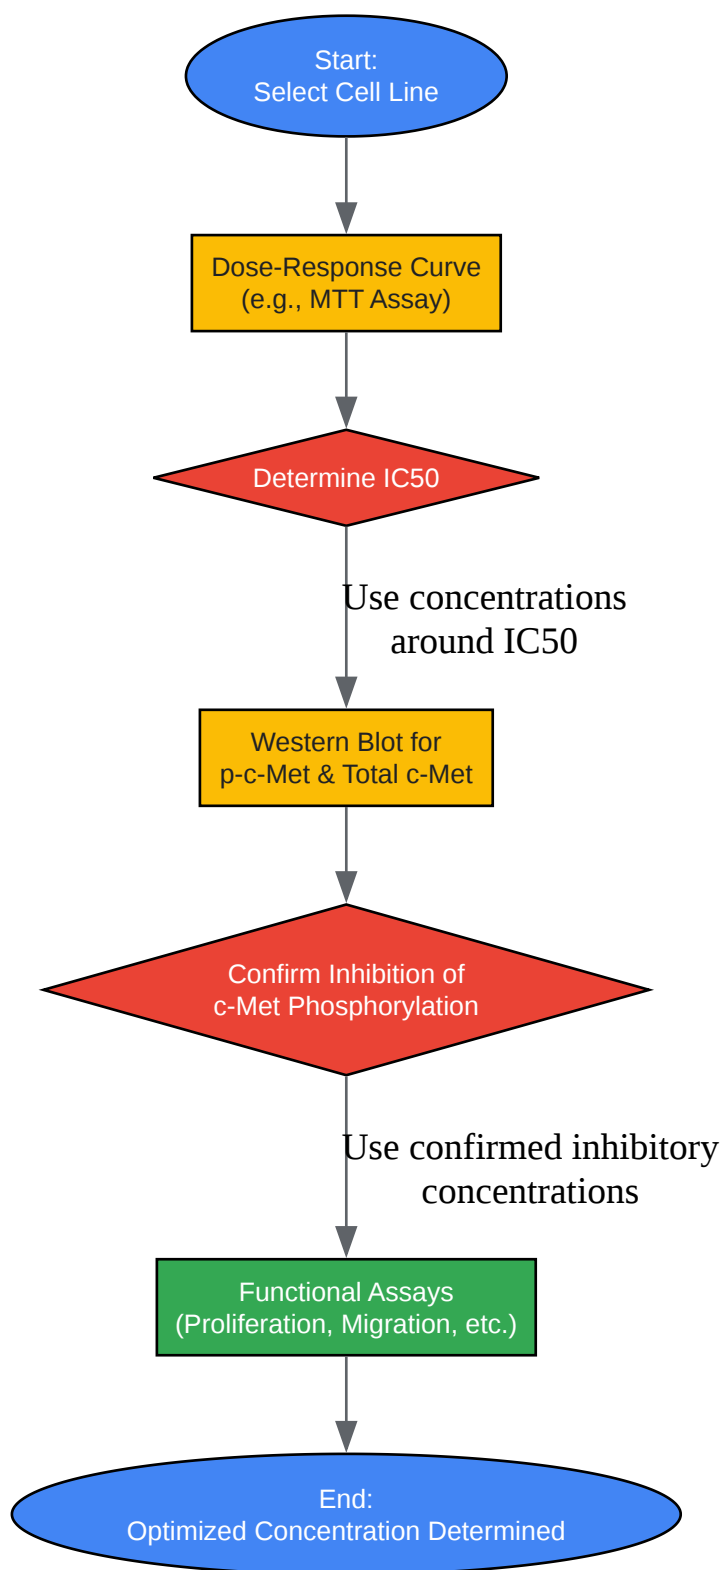 Start:
Select Cell Line
Dose-Response Curve
(e.g., MTT Assay)
Determine IC50
Use concentrations
around IC50
Western Blot for
p-c-Met & Total c-Met
Confirm Inhibition of
c-Met Phosphorylation
Use confirmed inhibitory
concentrations
Functional Assays
(Proliferation, Migration, etc.)
End:
Optimized Concentration Determined